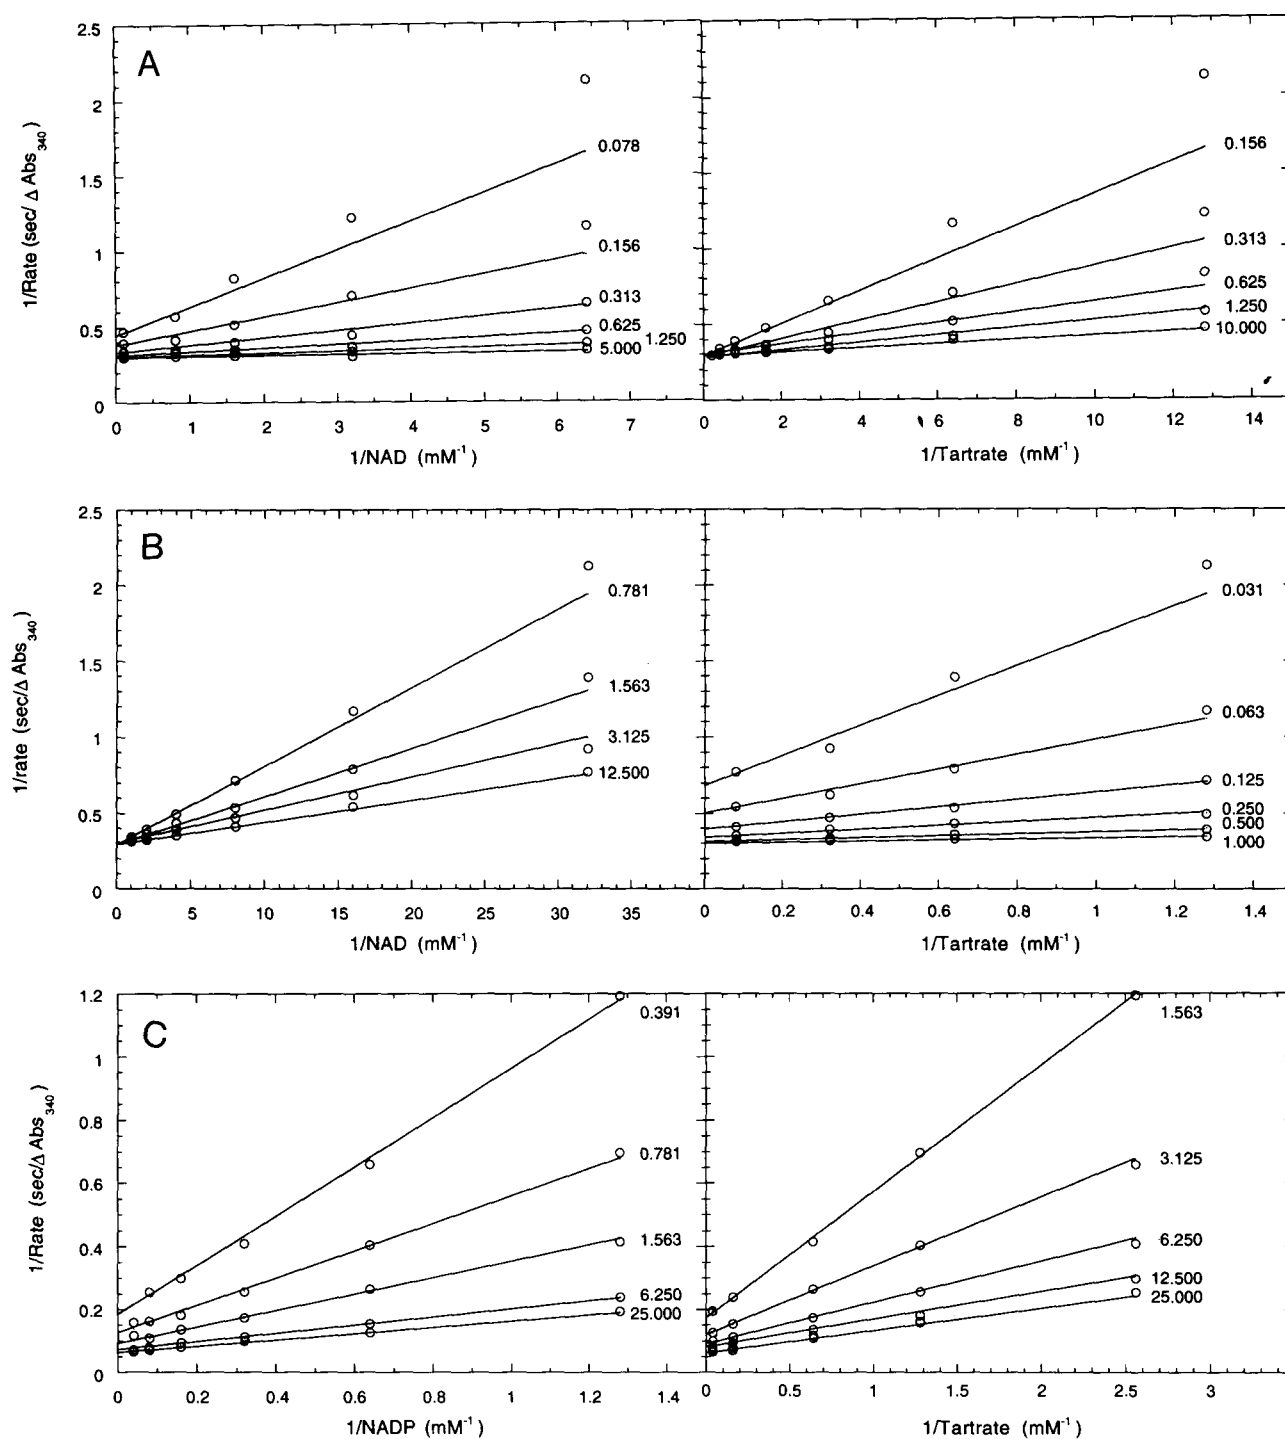 A
1/Rate (sec/ Δ Abs340)
2.5
2
1.5
1
0.5
0
0.078
0.156
0.313
0.625
1.250
5.000
0 1 2 3 4 5 6 7
1/NAD (mM-1)
0.156
0.313
0.625
1.250
10.000
0 2 4 6 8 10 12 14
1/Tartrate (mM-1)
B
1/rate (sec/Δ Abs340)
2.5
2
1.5
1
0.5
0
0.781
1.563
3.125
12.500
0 5 10 15 20 25 30 35
1/NAD (mM-1)
0.031
0.063
0.125
0.250
0.500
1.000
0 0.2 0.4 0.6 0.8 1 1.2 1.4
1/Tartrate (mM-1)
C
1/Rate (sec/Δ Abs340)
1.2
1
0.8
0.6
0.4
0.2
0
0.391
0.781
1.563
6.250
25.000
0 0.2 0.4 0.6 0.8 1 1.2 1.4
1/NADP (mM-1)
1.563
3.125
6.250
12.500
25.000
0 0.5 1 1.5 2 2.5 3
1/Tartrate (mM-1)